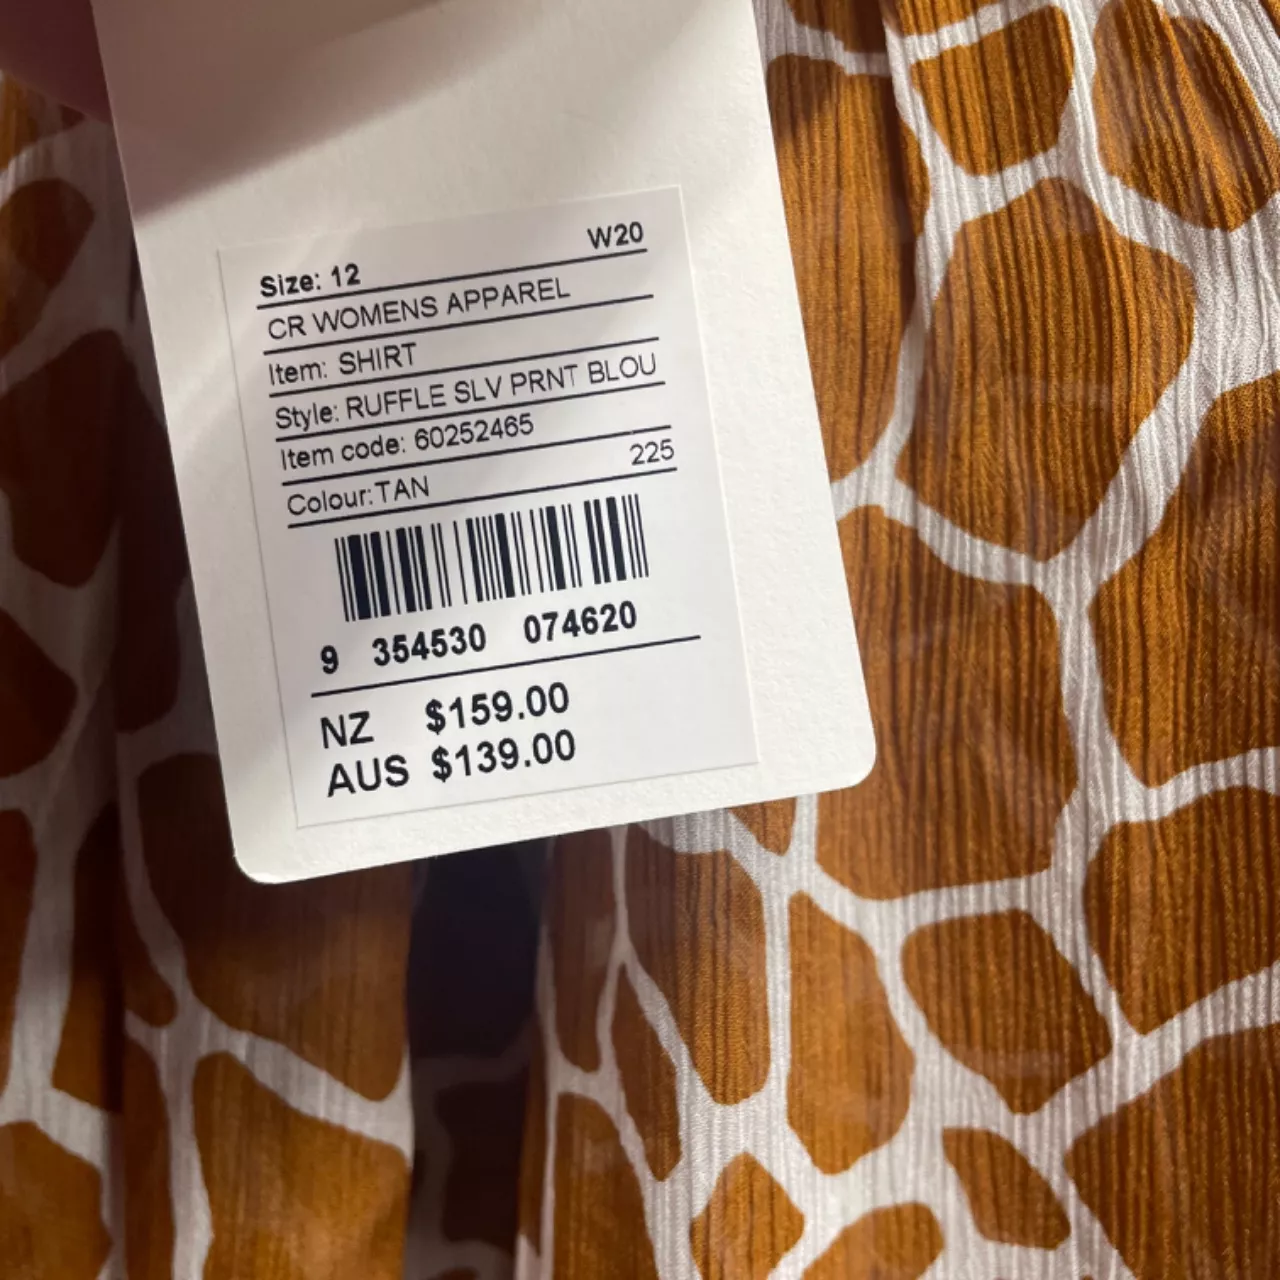 W20
Size: 12
CR WOMENS APPAREL
Item: SHIRT
Style: RUFFLE SLV PRNT BLOU
Item code: 60252465
225
Colour:TAN
9 354530 074620
NZ $159.00
AUS $139.00